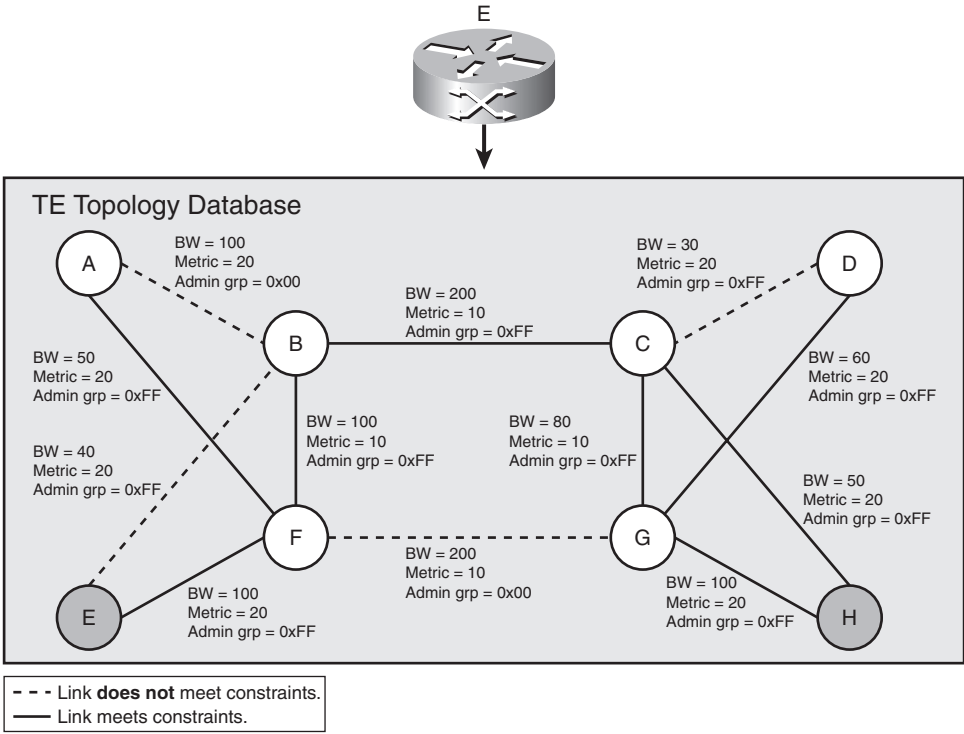 E
TE Topology Database
A
BW = 100
Metric = 20
Admin grp = 0x00
BW = 30
Metric = 20
Admin grp = 0xFF
D
BW = 200
Metric = 10
Admin grp = 0xFF
B
C
BW = 50
Metric = 20
Admin grp = 0xFF
BW = 60
Metric = 20
Admin grp = 0xFF
BW = 40
Metric = 20
Admin grp = 0xFF
BW = 100
Metric = 10
Admin grp = 0xFF
BW = 80
Metric = 10
Admin grp = 0xFF
BW = 50
Metric = 20
Admin grp = 0xFF
F
G
BW = 200
Metric = 10
Admin grp = 0x00
E
BW = 100
Metric = 20
Admin grp = 0xFF
BW = 100
Metric = 20
Admin grp = 0xFF
H
Link does not meet constraints.
Link meets constraints.